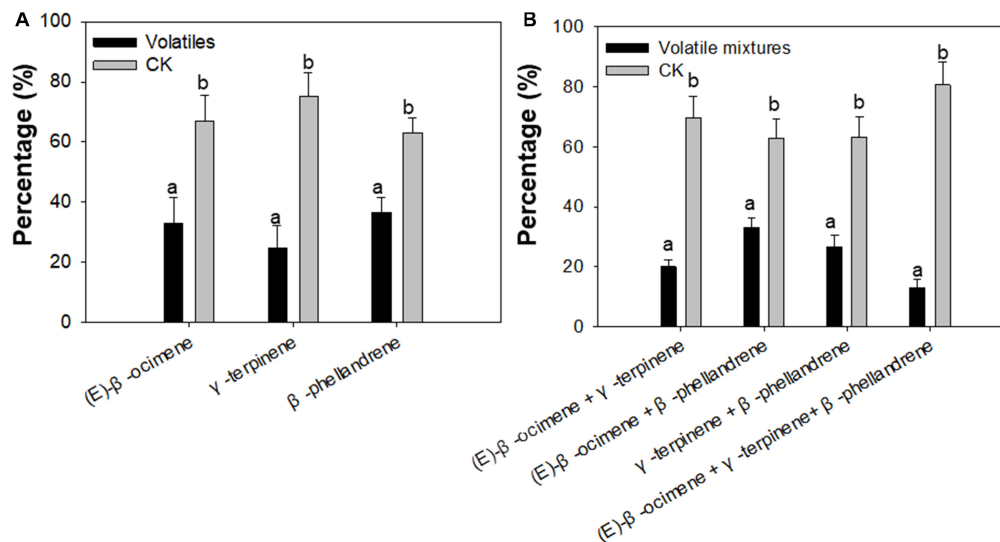 A
Percentage (%)
100
80
60
40
20
0
Volatiles
CK
a
b
a
b
a
b
(E)-β -ocimene
γ -terpinene
β -phellandrene
B
Percentage (%)
100
80
60
40
20
0
Volatile mixtures
CK
a
b
a
b
a
b
a
b
(E)-β -ocimene + γ -terpinene
(E)-β -ocimene + β -phellandrene
γ -terpinene + β -phellandrene
(E)-β -ocimene + γ -terpinene+ β -phellandrene